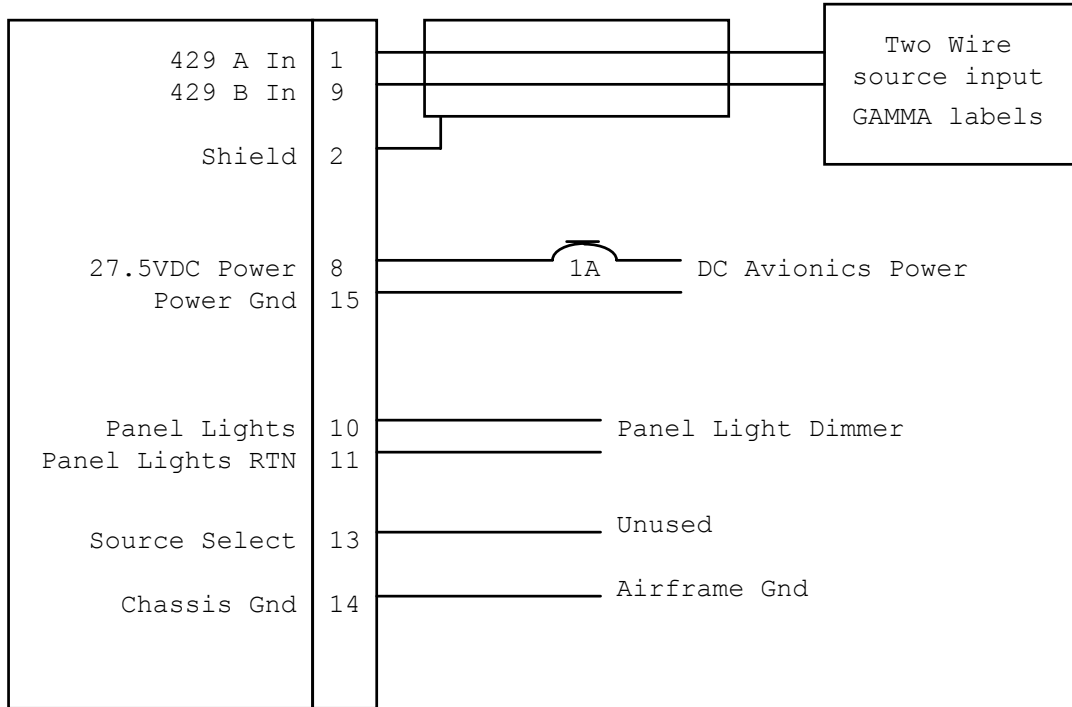 429 A In 1
429 B In 9
Two Wire
source input
GAMMA labels
Shield 2
27.5VDC Power 8 1A DC Avionics Power
Power Gnd 15
Panel Lights 10 Panel Light Dimmer
Panel Lights RTN 11
Source Select 13 Unused
Chassis Gnd 14 Airframe Gnd